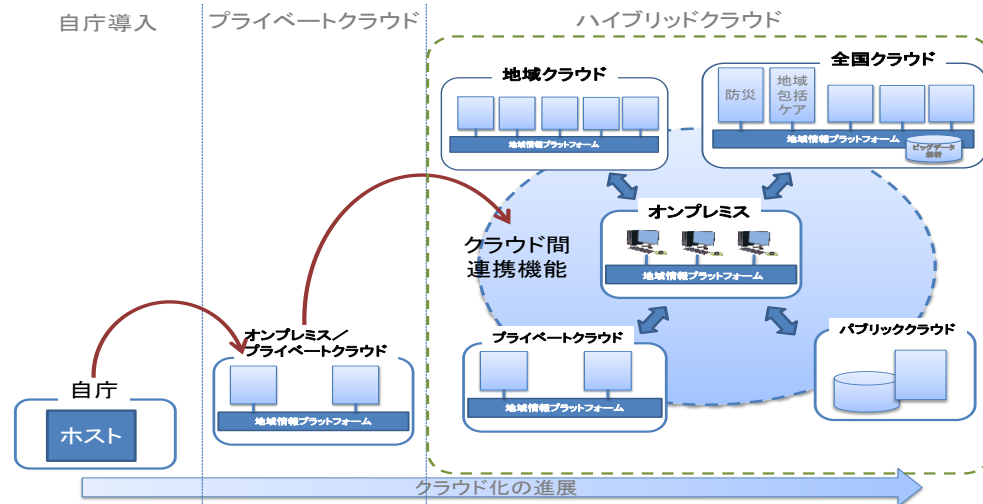 自庁導入
プライベートクラウド
ハイブリッドクラウド
地域クラウド
地域情報プラットフォーム
全国クラウド
防災
地域
包括
ケア
地域情報プラットフォーム
ビッグデータ
解析
オンプレミス
地域情報プラットフォーム
クラウド間
連携機能
オンプレミス／
プライベートクラウド
地域情報プラットフォーム
プライベートクラウド
地域情報プラットフォーム
パブリッククラウド
自庁
ホスト
クラウド化の進展